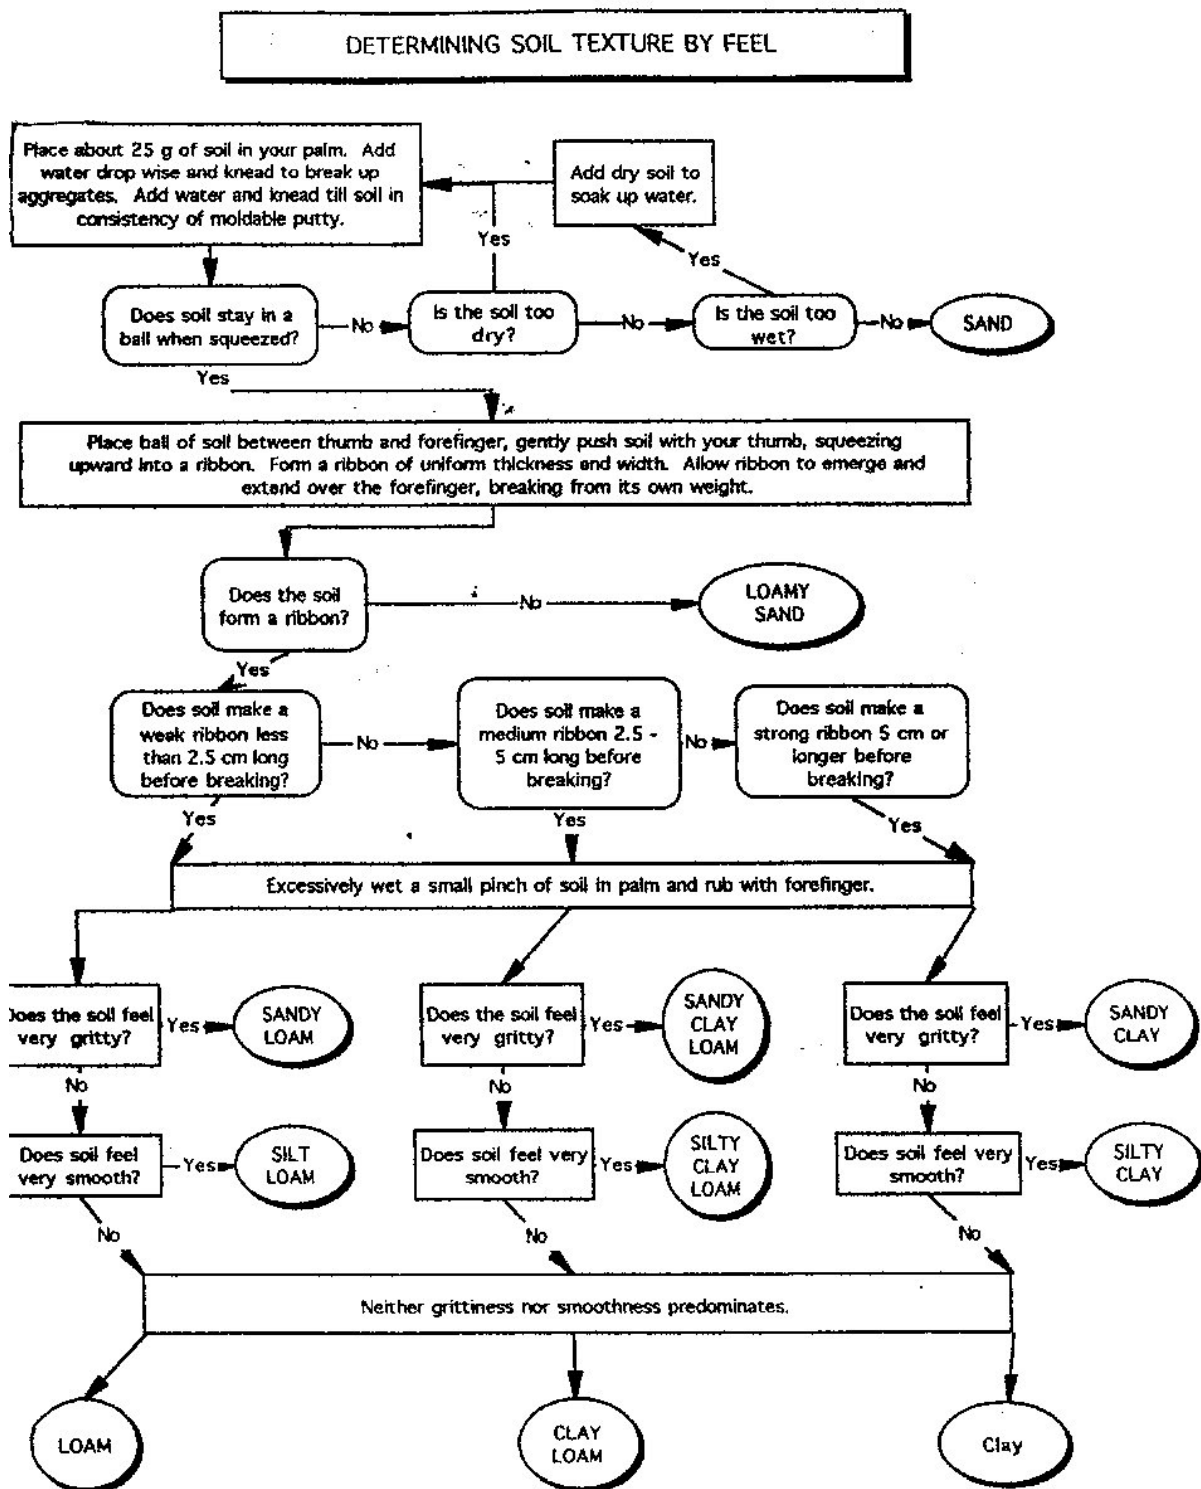 DETERMINING SOIL TEXTURE BY FEEL
Place about 25 g of soil in your palm. Add
water drop wise and knead to break up
aggregates. Add water and knead till soil in
consistency of moldable putty.
Add dry soil to
soak up water.
Yes
Yes
Does soil stay in a
ball when squeezed?
No
Is the soil too
dry?
No
Is the soil too
wet?
No
SAND
Yes
Place ball of soil between thumb and forefinger, gently push soil with your thumb, squeezing
upward into a ribbon. Form a ribbon of uniform thickness and width. Allow ribbon to emerge and
extend over the forefinger, breaking from its own weight.
Does the soil
form a ribbon?
No
LOAMY
SAND
Yes
Does soil make a
weak ribbon less
than 2.5 cm long
before breaking?
No
Does soil make a
medium ribbon 2.5 -
5 cm long before
breaking?
No
Does soil make a
strong ribbon 5 cm or
longer before
breaking?
Yes
Yes
Yes
Excessively wet a small pinch of soil in palm and rub with forefinger.
Does the soil feel
very gritty?
Yes
SANDY
LOAM
Does the soil feel
very gritty?
Yes
SANDY
CLAY
LOAM
Does the soil feel
very gritty?
Yes
SANDY
CLAY
No
No
No
Does soil feel
very smooth?
Yes
SILT
LOAM
Does soil feel very
smooth?
Yes
SILTY
CLAY
LOAM
Does soil feel very
smooth?
Yes
SILTY
CLAY
No
No
No
Neither grittiness nor smoothness predominates.
LOAM
CLAY
LOAM
Clay